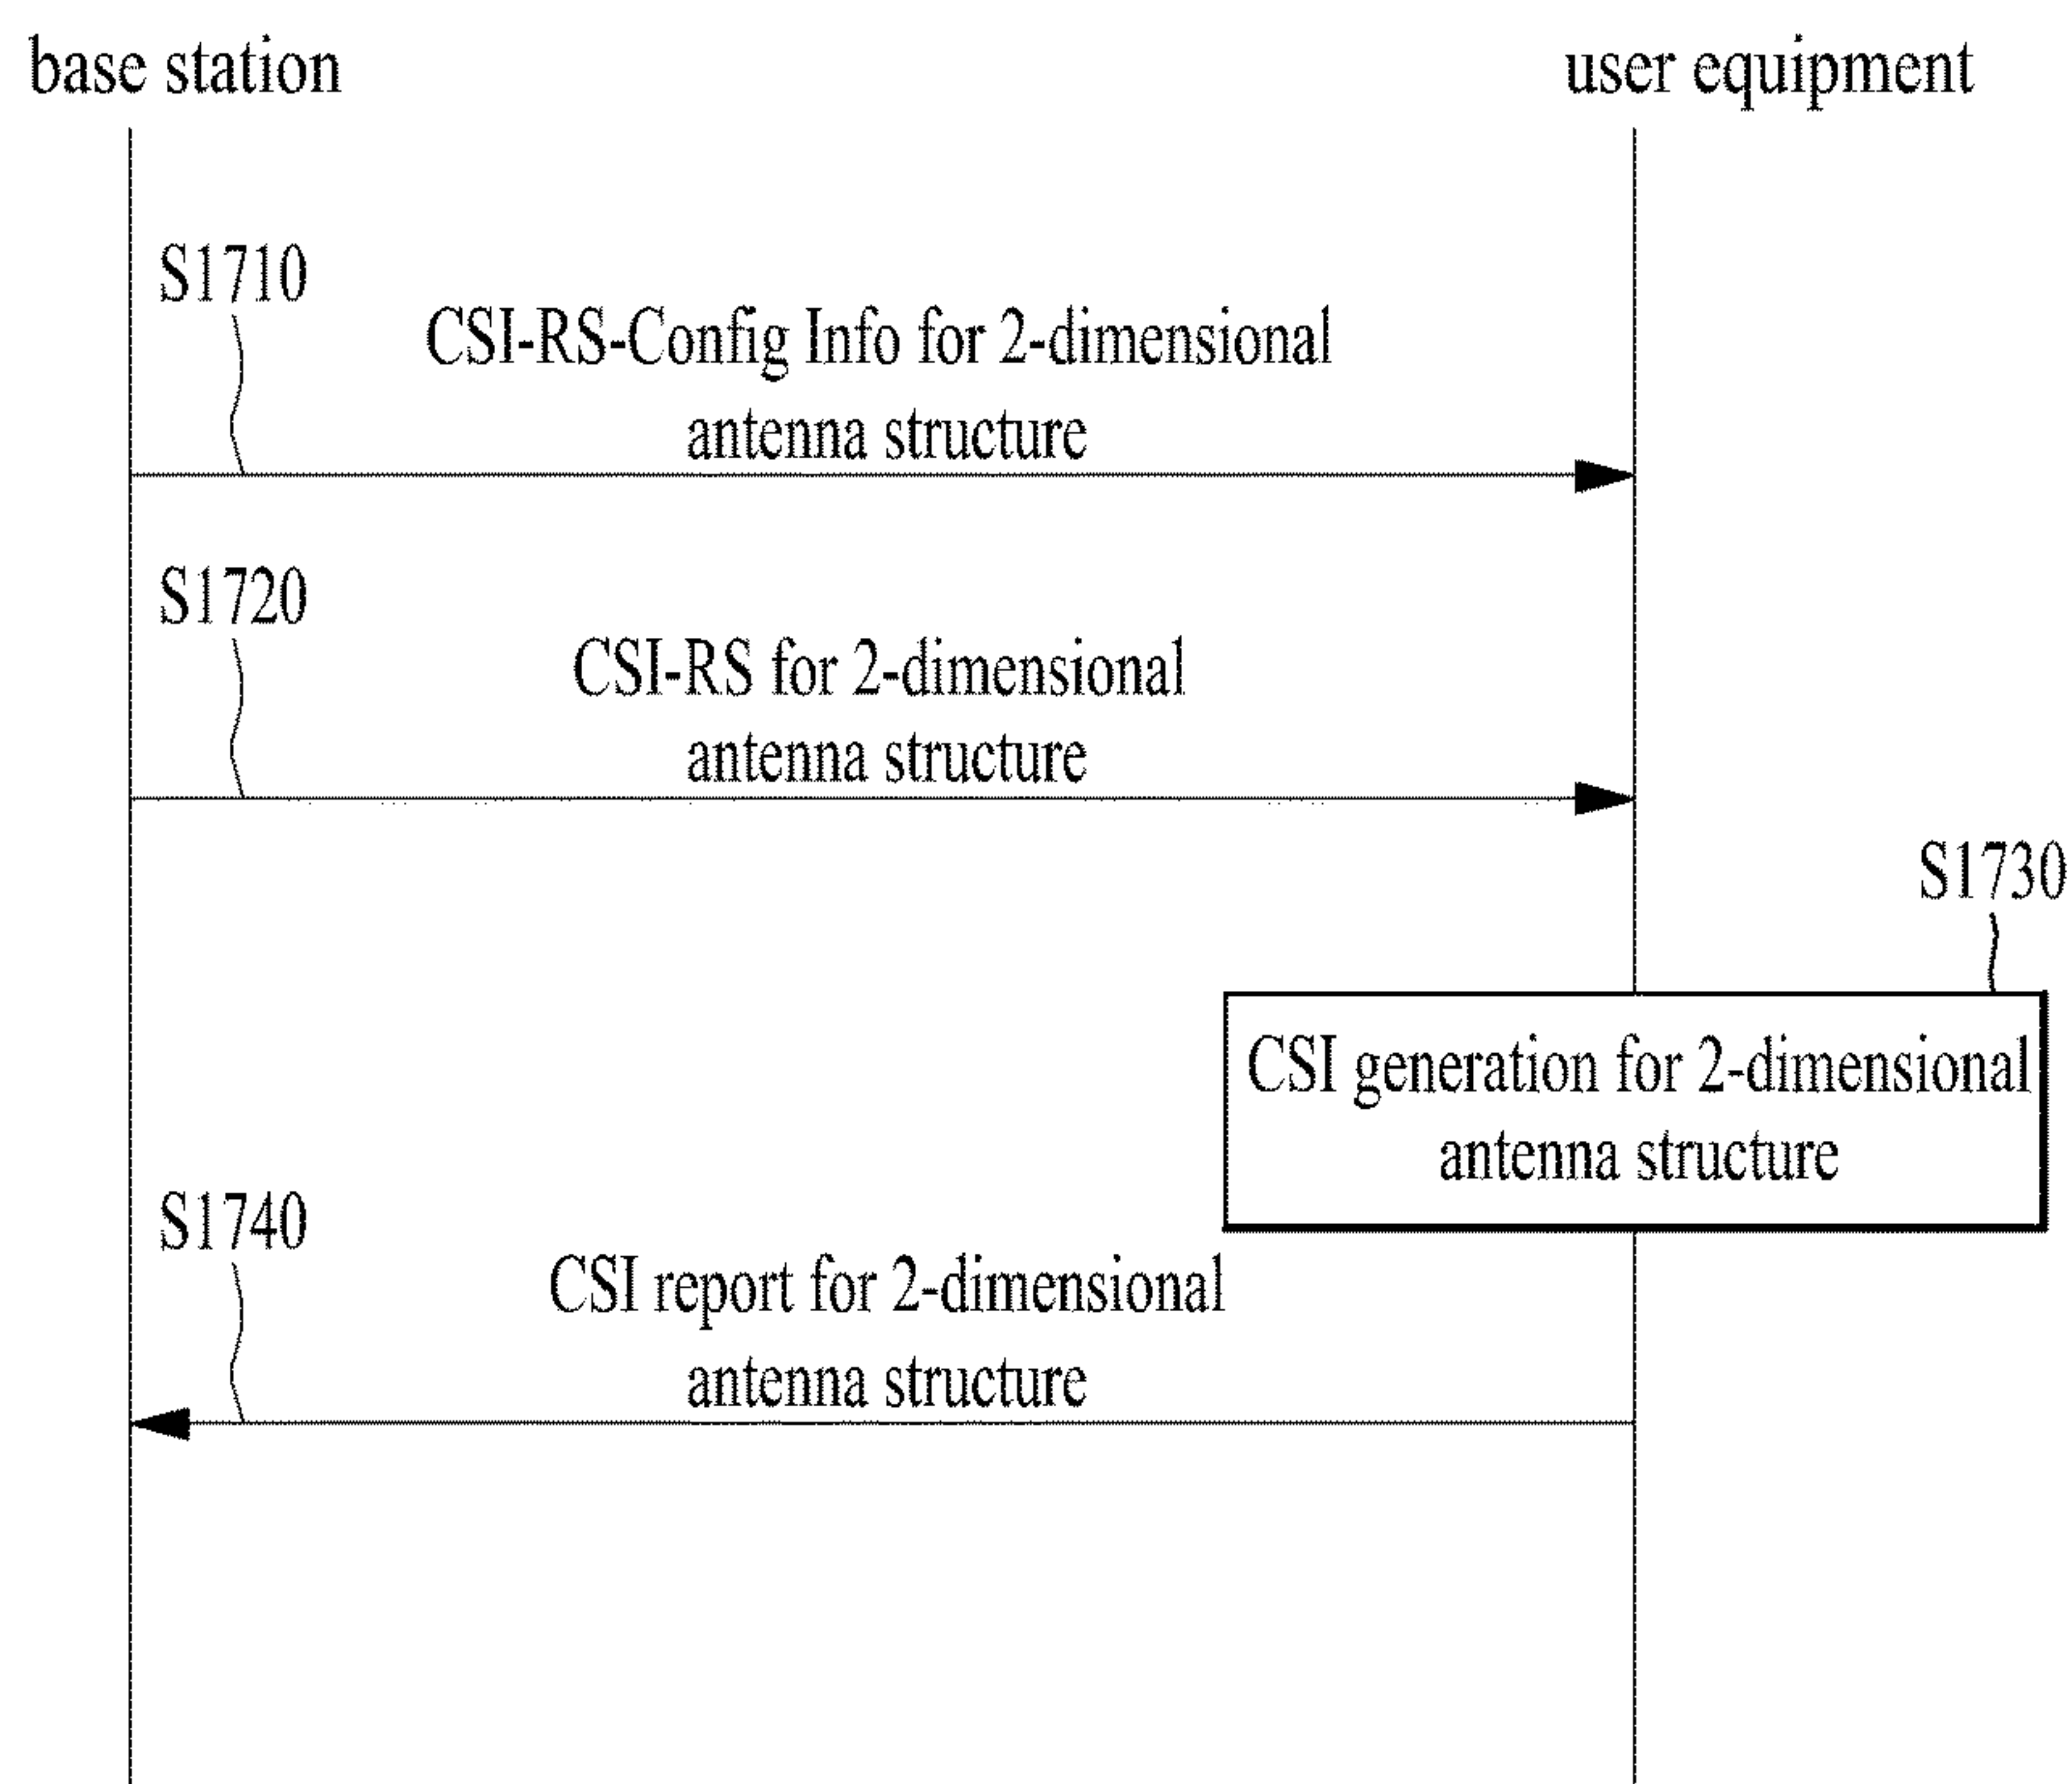 base station
user equipment
S1710
CSI-RS-Config Info for 2-dimensional
antenna structure
S1720
CSI-RS for 2-dimensional
antenna structure
S1730
CSI generation for 2-dimensional
antenna structure
S1740
CSI report for 2-dimensional
antenna structure